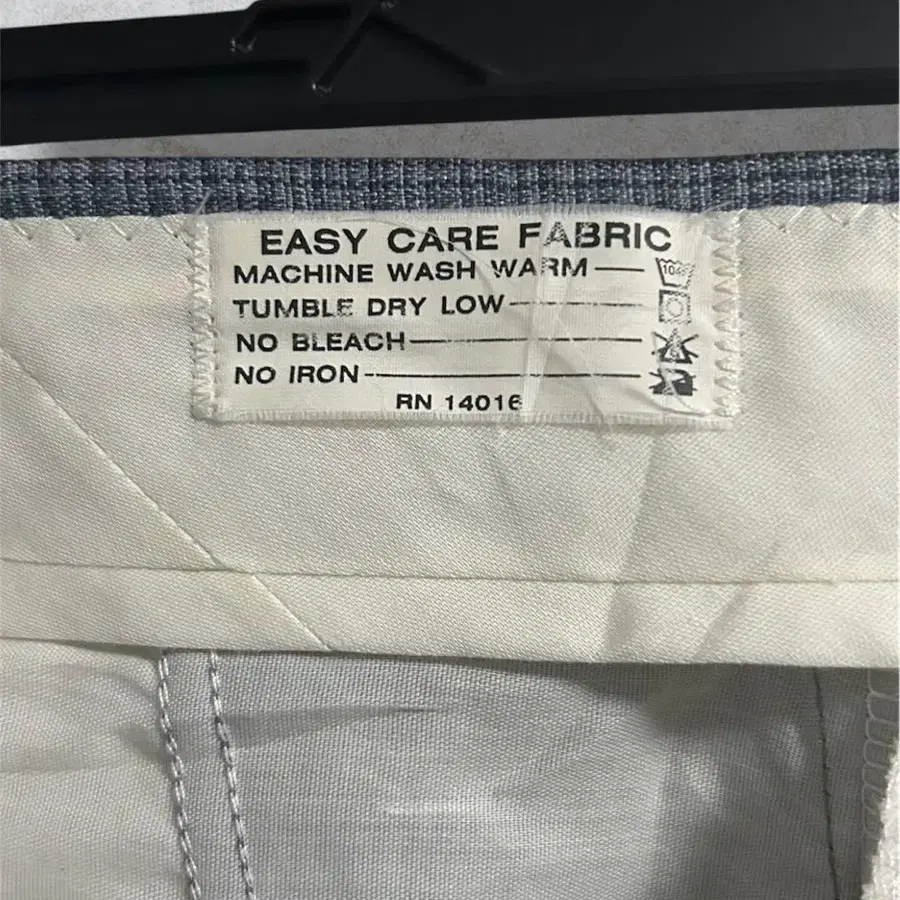 EASY CARE FABRIC
MACHINE WASH WARM
TUMBLE DRY LOW
NO BLEACH
NO IRON
RN 14016